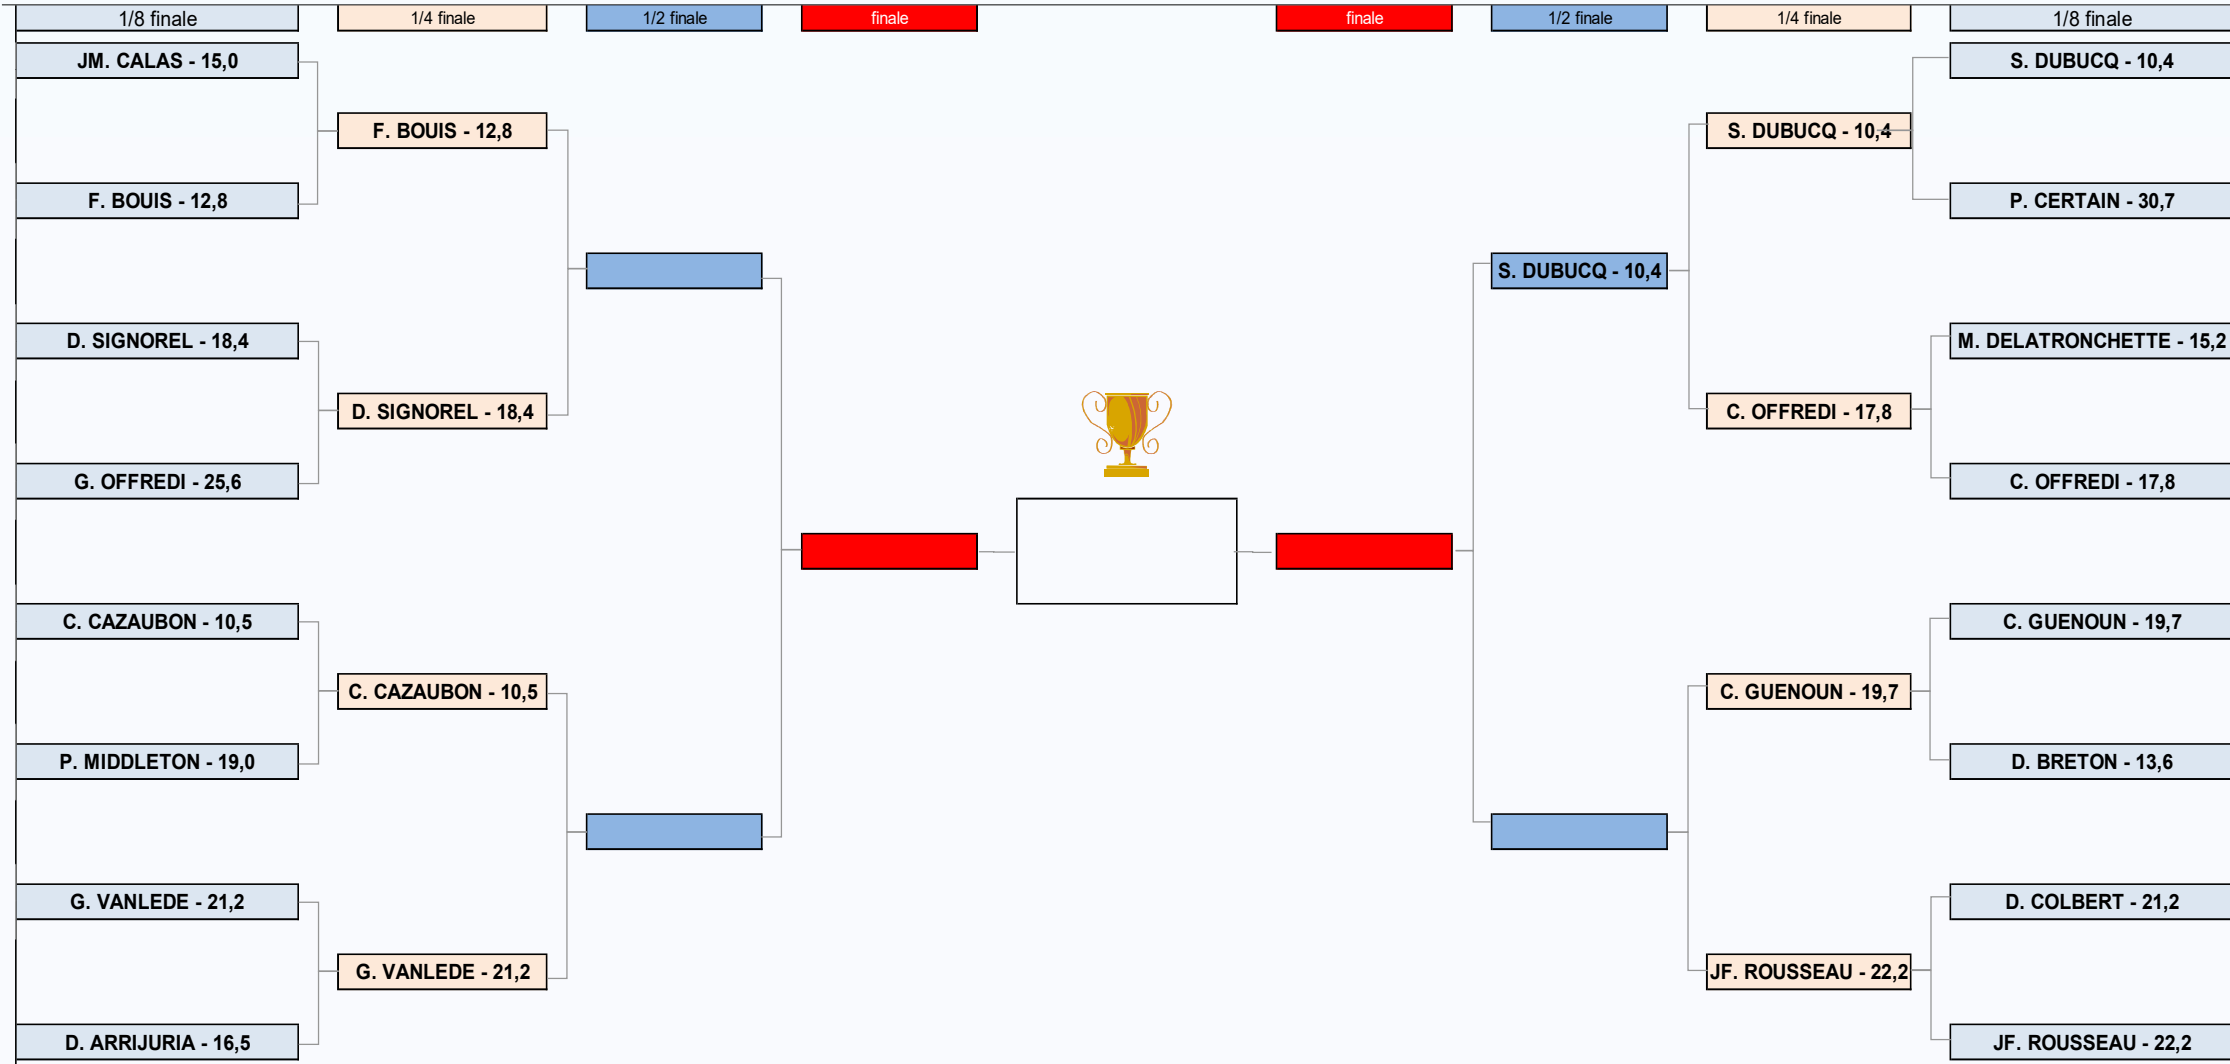 1/8 finale
1/4 finale
1/2 finale
finale
finale
1/2 finale
1/4 finale
1/8 finale
JM. CALAS - 15,0
S. DUBUCQ - 10,4
F. BOUIS - 12,8
S. DUBUCQ - 10,4
F. BOUIS - 12,8
P. CERTAIN - 30,7
S. DUBUCQ - 10,4
D. SIGNOREL - 18,4
M. DELATRONCHETTE - 15,2
D. SIGNOREL - 18,4
C. OFFREDI - 17,8
G. OFFREDI - 25,6
C. OFFREDI - 17,8
C. CAZAUBON - 10,5
C. GUENOUN - 19,7
C. CAZAUBON - 10,5
C. GUENOUN - 19,7
P. MIDDLETON - 19,0
D. BRETON - 13,6
G. VANLEDE - 21,2
D. COLBERT - 21,2
G. VANLEDE - 21,2
JF. ROUSSEAU - 22,2
D. ARRIJURIA - 16,5
JF. ROUSSEAU - 22,2